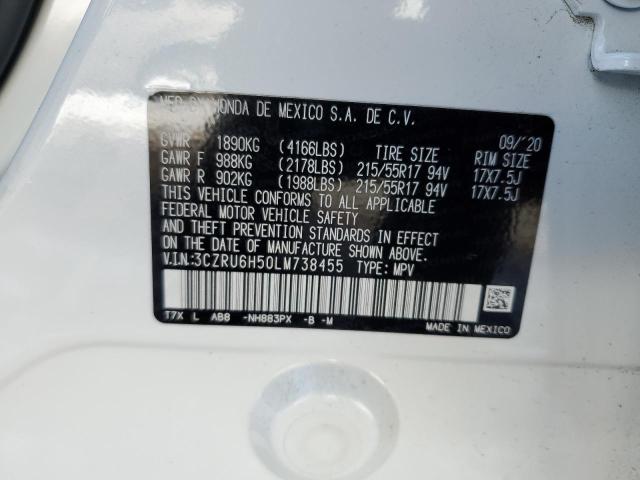 MFD BY HONDA DE MEXICO S.A. DE C.V.
09/'20
GVWR 1890KG (4166LBS) TIRE SIZE RIM SIZE
GAWR F 988KG (2178LBS) 215/55R17 94V 17X7.5J
GAWR R 902KG (1988LBS) 215/55R17 94V 17X7.5J
THIS VEHICLE CONFORMS TO ALL APPLICABLE
FEDERAL MOTOR VEHICLE SAFETY
AND THEFT PREVENTION STANDARDS IN EFFECT
ON THE DATE OF MANUFACTURE SHOWN ABOVE.
V.I.N:3CZRU6H50LM738455 TYPE: MPV
T7X L AB8 -NH883PX -B -M
MADE IN MEXICO